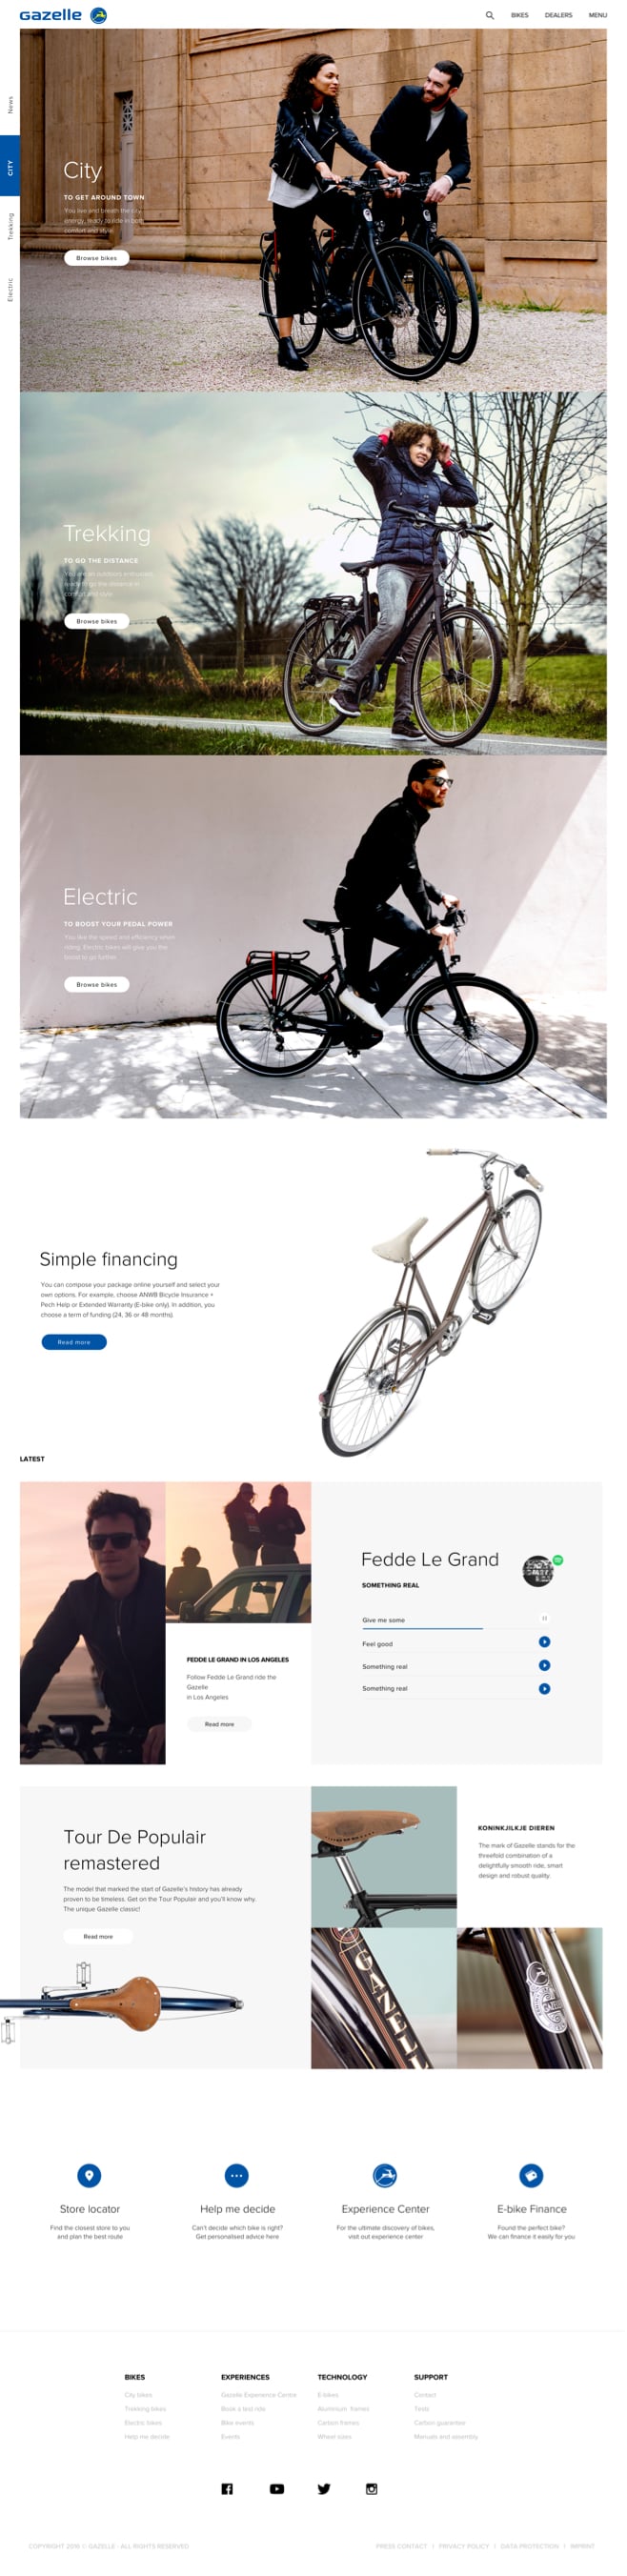 Gazelle
BIKES
DEALERS
MENU
News
CITY
Trekking
Electric
City
TO GET AROUND TOWN
You live and breath the city
energy, ready to ride in both
comfort and style.
Browse bikes
Trekking
TO GO THE DISTANCE
You are an outdoors enthusiast,
ready to go the distance in
comfort and style.
Browse bikes
Electric
TO BOOST YOUR PEDAL POWER
You like the speed and efficiency when
riding. Electric bikes will give you the
boost to go further.
Browse bikes
Simple financing
You can compose your package online yourself and select your
own options. For example, choose ANWB Bicycle Insurance +
Pech Help or Extended Warranty (E-bike only). In addition, you
choose a term of funding (24, 36 or 48 months).
Read more
LATEST
FEDDE LE GRAND IN LOS ANGELES
Follow Fedde Le Grand ride the
Gazelle
in Los Angeles
Read more
Fedde Le Grand
SOMETHING REAL
Give me some
Feel good
Something real
Something real
Tour De Populair
remastered
The model that marked the start of Gazelle's history has already
proven to be timeless. Get on the Tour Populair and you'll know why.
The unique Gazelle classic!
Read more
KONINKJILKJE DIEREN
The mark of Gazelle stands for the
threefold combination of a
delightfully smooth ride, smart
design and robust quality.
GAZELLE
Store locator
Find the closest store to you
and plan the best route
Help me decide
Can't decide which bike is right?
Get personalised advice here
Experience Center
For the ultimate discovery of bikes,
visit out experience center
E-bike Finance
Found the perfect bike?
We can finance it easily for you
BIKES
City bikes
Trekking bikes
Electric bikes
Help me decide
EXPERIENCES
Gazelle Experience Centre
Book a test ride
Bike events
Events
TECHNOLOGY
E-bikes
Aluminium frames
Carbon frames
Wheel sizes
SUPPORT
Contact
Tests
Carbon guarantee
Manuals and assembly
COPYRIGHT 2016 © GAZELLE - ALL RIGHTS RESERVED
PRESS CONTACT | PRIVACY POLICY | DATA PROTECTION | IMPRINT